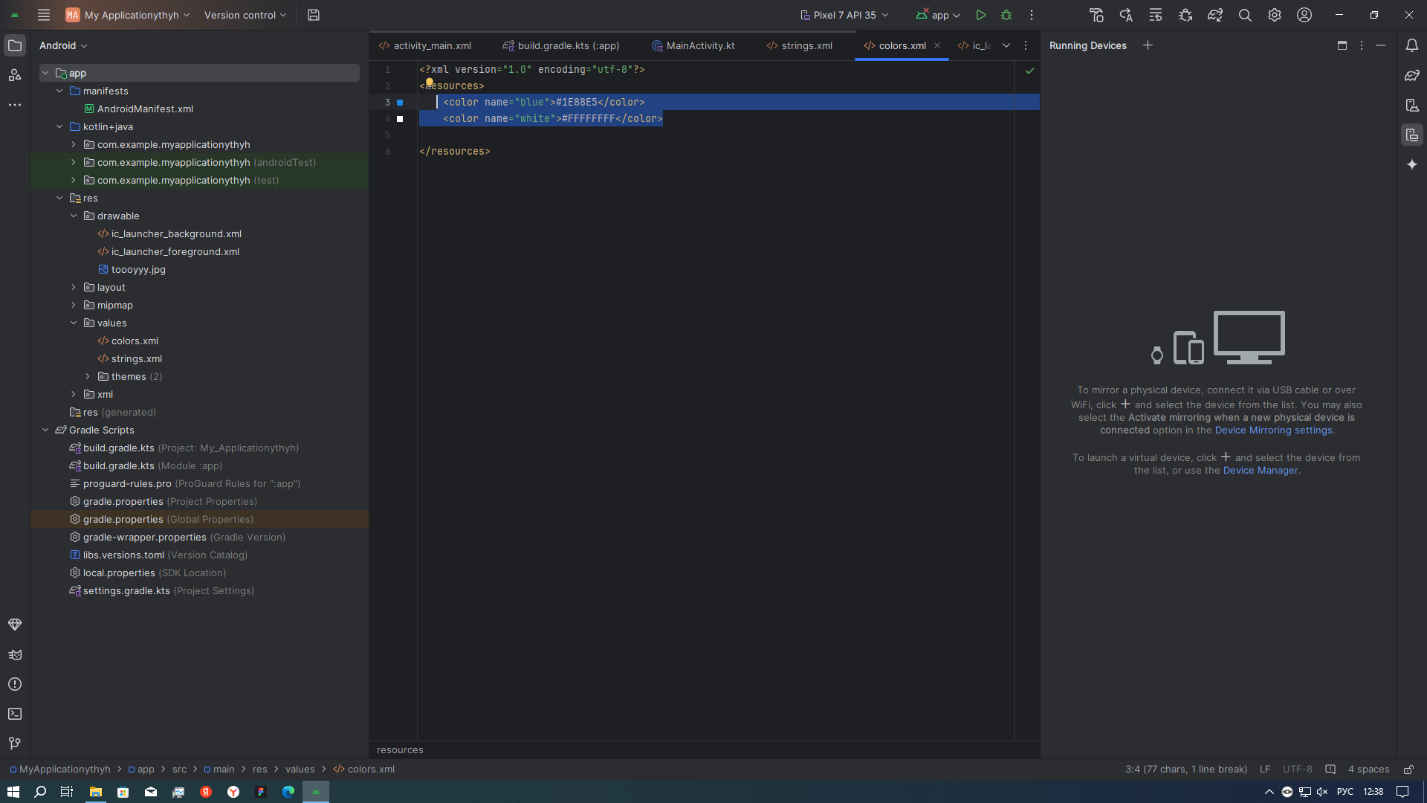 MA My Applicationythyh Version control Pixel 7 API 35 app
Android
app
manifests
AndroidManifest.xml
kotlin+java
com.example.myapplicationythyh
com.example.myapplicationythyh (androidTest)
com.example.myapplicationythyh (test)
res
drawable
ic_launcher_background.xml
ic_launcher_foreground.xml
toooyyy.jpg
layout
mipmap
values
colors.xml
strings.xml
themes (2)
xml
res (generated)
Gradle Scripts
build.gradle.kts (Project: My_Applicationythyh)
build.gradle.kts (Module :app)
proguard-rules.pro (ProGuard Rules for ":app")
gradle.properties (Project Properties)
gradle.properties (Global Properties)
gradle-wrapper.properties (Gradle Version)
libs.versions.toml (Version Catalog)
local.properties (SDK Location)
settings.gradle.kts (Project Settings)
activity_main.xml build.gradle.kts (:app) MainActivity.kt strings.xml colors.xml
1 <?xml version="1.0" encoding="utf-8"?>
2 <resources>
3 <color name="blue">#1E88E5</color>
4 <color name="white">#FFFFFFFF</color>
5
6 </resources>
resources
Running Devices
To mirror a physical device, connect it via USB cable or over
WiFi, click + and select the device from the list. You may also
select the Activate mirroring when a new physical device is
connected option in the Device Mirroring settings.
To launch a virtual device, click + and select the device from
the list, or use the Device Manager.
MyApplicationythyh > app > src > main > res > values > colors.xml 3:4 (77 chars, 1 line break) LF UTF-8 4 spaces
РУС 12:38